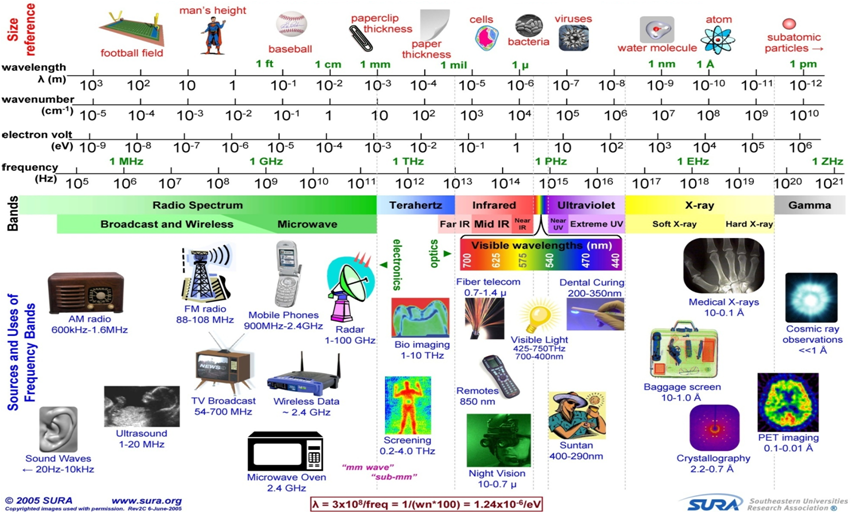 Size reference
football field
man's height
baseball
paperclip thickness
paper thickness
cells
bacteria
viruses
water molecule
atom
subatomic particles →
wavelength λ (m)
1 ft 1 cm 1 mm 1 mil 1 µ 1 nm 1 Å 1 pm
10³ 10² 10 1 10⁻¹ 10⁻² 10⁻³ 10⁻⁴ 10⁻⁵ 10⁻⁶ 10⁻⁷ 10⁻⁸ 10⁻⁹ 10⁻¹⁰ 10⁻¹¹ 10⁻¹²
wavenumber (cm⁻¹)
10⁻⁵ 10⁻⁴ 10⁻³ 10⁻² 10⁻¹ 1 10 10² 10³ 10⁴ 10⁵ 10⁶ 10⁷ 10⁸ 10⁹ 10¹⁰
electron volt (eV)
10⁻⁹ 10⁻⁸ 10⁻⁷ 10⁻⁶ 10⁻⁵ 10⁻⁴ 10⁻³ 10⁻² 10⁻¹ 1 10 10² 10³ 10⁴ 10⁵ 10⁶
frequency (Hz)
1 MHz 1 GHz 1 THz 1 PHz 1 EHz 1 ZHz
10⁵ 10⁶ 10⁷ 10⁸ 10⁹ 10¹⁰ 10¹¹ 10¹² 10¹³ 10¹⁴ 10¹⁵ 10¹⁶ 10¹⁷ 10¹⁸ 10¹⁹ 10²⁰ 10²¹
Bands
Radio Spectrum Terahertz Infrared Ultraviolet X-ray Gamma
Broadcast and Wireless Microwave Far IR Mid IR Near IR Near UV Extreme UV Soft X-ray Hard X-ray
electronics
optics
Visible wavelengths (nm)
700 625 575 540 470 440
Sources and Uses of Frequency Bands
AM radio
600kHz-1.6MHz
FM radio
88-108 MHz
Mobile Phones
900MHz-2.4GHz
Radar
1-100 GHz
Bio imaging
1-10 THz
Fiber telecom
0.7-1.4 µ
Visible Light
425-750THz
700-400nm
Dental Curing
200-350nm
Medical X-rays
10-0.1 Å
Cosmic ray
observations
<<1 Å
Sound Waves
← 20Hz-10kHz
Ultrasound
1-20 MHz
NEWS
TV Broadcast
54-700 MHz
Wireless Data
~ 2.4 GHz
Microwave Oven
2.4 GHz
Screening
0.2-4.0 THz
"mm wave"
"sub-mm"
Remotes
850 nm
Night Vision
10-0.7 µ
Suntan
400-290nm
Baggage screen
10-1.0 Å
Crystallography
2.2-0.7 Å
PET imaging
0.1-0.01 Å
© 2005 SURA www.sura.org
Copyrighted images used with permission. Rev2C 6-June-2005
λ = 3x10⁸/freq = 1/(wn*100) = 1.24x10⁻⁶/eV
SURA
Southeastern Universities
Research Association ®